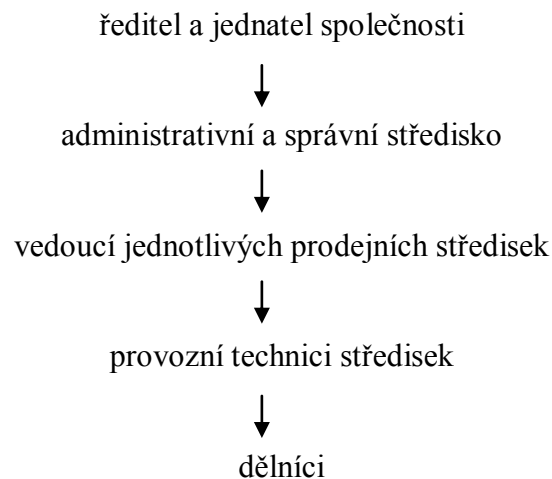 ředitel a jednatel společnosti
administrativní a správní středisko
vedoucí jednotlivých prodejních středisek
provozní technici středisek
dělníci